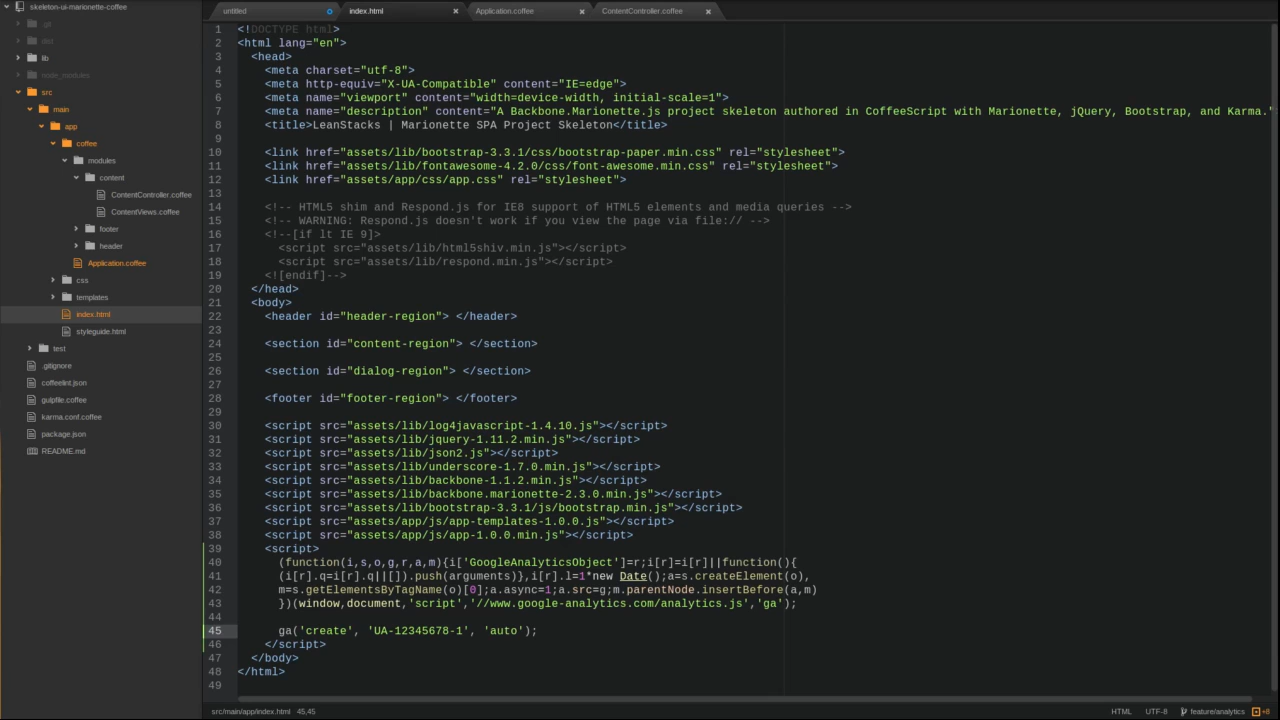 skeleton-ui-marionette-coffee
.git
dist
lib
node_modules
src
main
app
coffee
modules
content
ContentController.coffee
ContentViews.coffee
footer
header
Application.coffee
css
templates
index.html
styleguide.html
test
.gitignore
coffeelint.json
gulpfile.coffee
karma.conf.coffee
package.json
README.md
untitled index.html Application.coffee ContentController.coffee
1 <!DOCTYPE html>
2 <html lang="en">
3 <head>
4 <meta charset="utf-8">
5 <meta http-equiv="X-UA-Compatible" content="IE=edge">
6 <meta name="viewport" content="width=device-width, initial-scale=1">
7 <meta name="description" content="A Backbone.Marionette.js project skeleton authored in CoffeeScript with Marionette, jQuery, Bootstrap, and Karma."
8 <title>LeanStacks | Marionette SPA Project Skeleton</title>
9
10 <link href="assets/lib/bootstrap-3.3.1/css/bootstrap-paper.min.css" rel="stylesheet">
11 <link href="assets/lib/fontawesome-4.2.0/css/font-awesome.min.css" rel="stylesheet">
12 <link href="assets/app/css/app.css" rel="stylesheet">
13
14 <!-- HTML5 shim and Respond.js for IE8 support of HTML5 elements and media queries -->
15 <!-- WARNING: Respond.js doesn't work if you view the page via file:// -->
16 <!--[if lt IE 9]>
17 <script src="assets/lib/html5shiv.min.js"></script>
18 <script src="assets/lib/respond.min.js"></script>
19 <![endif]-->
20 </head>
21 <body>
22 <header id="header-region"> </header>
23
24 <section id="content-region"> </section>
25
26 <section id="dialog-region"> </section>
27
28 <footer id="footer-region"> </footer>
29
30 <script src="assets/lib/log4javascript-1.4.10.js"></script>
31 <script src="assets/lib/jquery-1.11.2.min.js"></script>
32 <script src="assets/lib/json2.js"></script>
33 <script src="assets/lib/underscore-1.7.0.min.js"></script>
34 <script src="assets/lib/backbone-1.1.2.min.js"></script>
35 <script src="assets/lib/backbone.marionette-2.3.0.min.js"></script>
36 <script src="assets/lib/bootstrap-3.3.1/js/bootstrap.min.js"></script>
37 <script src="assets/app/js/app-templates-1.0.0.js"></script>
38 <script src="assets/app/js/app-1.0.0.min.js"></script>
39 <script>
40 (function(i,s,o,g,r,a,m){i['GoogleAnalyticsObject']=r;i[r]=i[r]||function(){
41 (i[r].q=i[r].q||[]).push(arguments)},i[r].l=1*new Date();a=s.createElement(o),
42 m=s.getElementsByTagName(o)[0];a.async=1;a.src=g;m.parentNode.insertBefore(a,m)
43 })(window,document,'script','//www.google-analytics.com/analytics.js','ga');
44
45 ga('create', 'UA-12345678-1', 'auto');
46 </script>
47 </body>
48 </html>
49
src/main/app/index.html 45,45 HTML UTF-8 feature/analytics +8